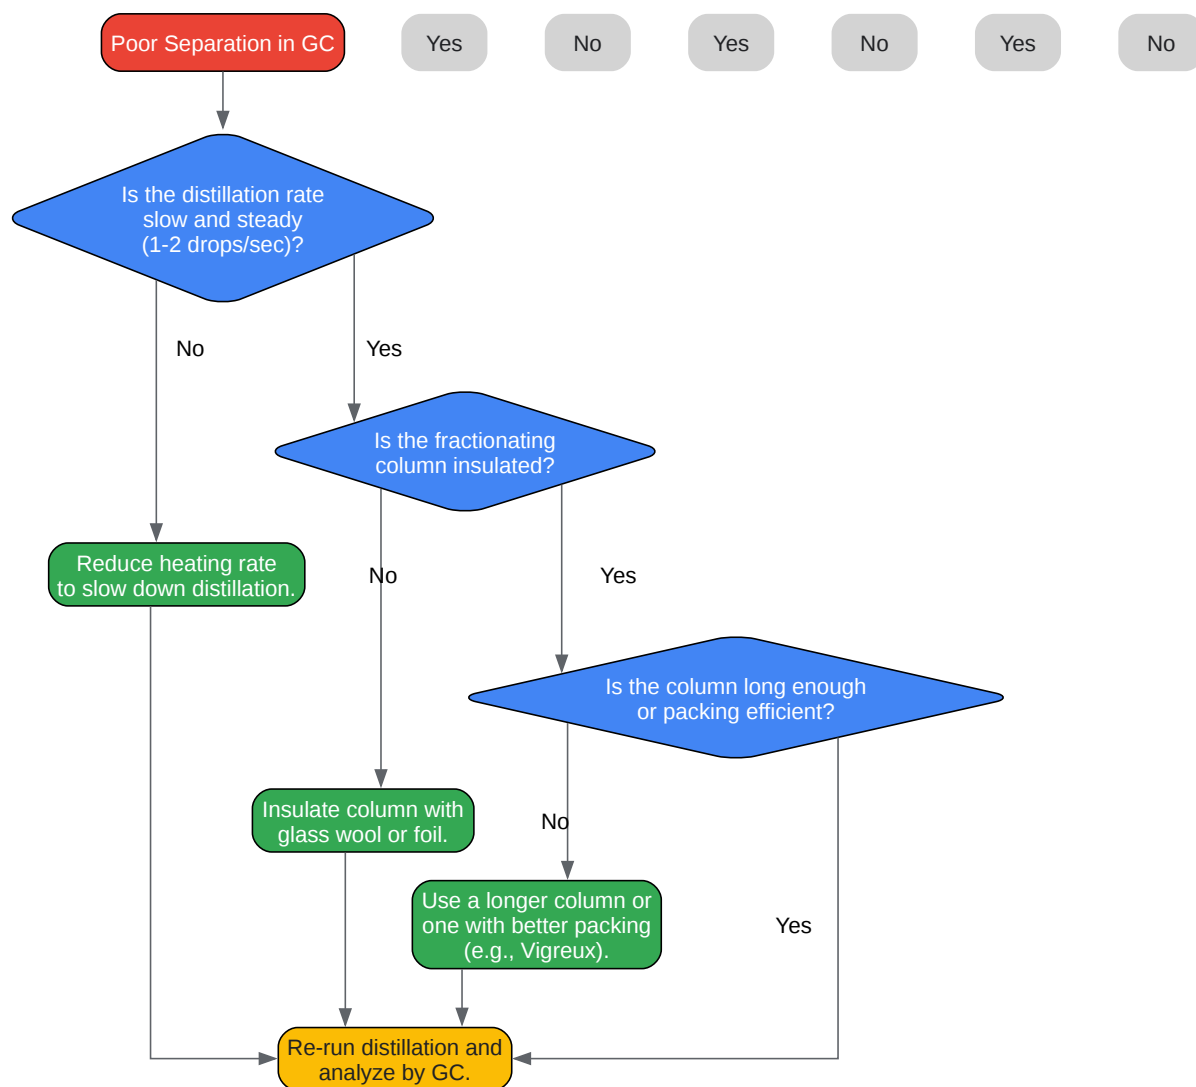 Poor Separation in GC
Yes
No
Yes
No
Yes
No
Is the distillation rate
slow and steady
(1-2 drops/sec)?
No
Yes
Is the fractionating
column insulated?
Reduce heating rate
to slow down distillation.
No
Yes
Is the column long enough
or packing efficient?
Insulate column with
glass wool or foil.
No
Use a longer column or
one with better packing
(e.g., Vigreux).
Yes
Re-run distillation and
analyze by GC.